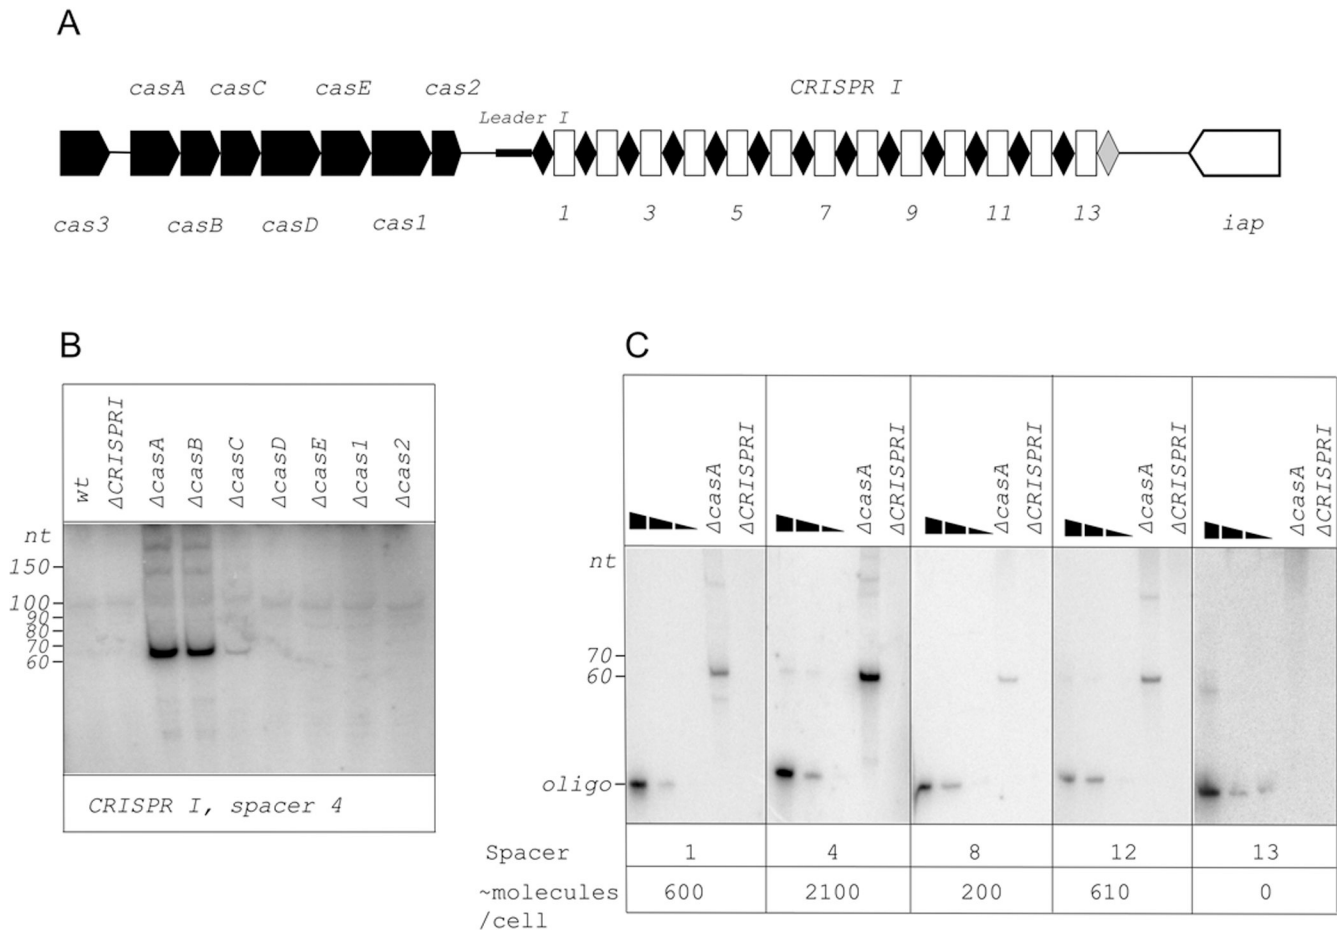 A
casA casC casE cas2 CRISPR I
Leader I
cas3 casB casD cas1 1 3 5 7 9 11 13 iap
B
wt
ΔCRISPRI
ΔcasA
ΔcasB
ΔcasC
ΔcasD
ΔcasE
Δcas1
Δcas2
nt
150
100
90
80
70
60
CRISPR I, spacer 4
C
ΔcasA
ΔCRISPRI
ΔcasA
ΔCRISPRI
ΔcasA
ΔCRISPRI
ΔcasA
ΔCRISPRI
ΔcasA
ΔCRISPRI
nt
70
60
oligo
Spacer 1 4 8 12 13
~molecules 600 2100 200 610 0
/cell